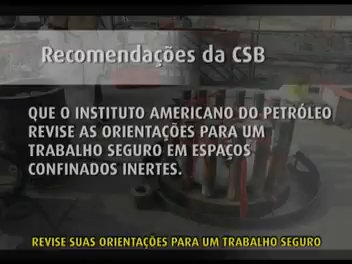 Recomendações da CSB
QUE O INSTITUTO AMERICANO DO PETRÓLEO
REVISE AS ORIENTAÇÕES PARA UM
TRABALHO SEGURO EM ESPAÇOS
CONFINADOS INERTES.
REVISE SUAS ORIENTAÇÕES PARA UM TRABALHO SEGURO